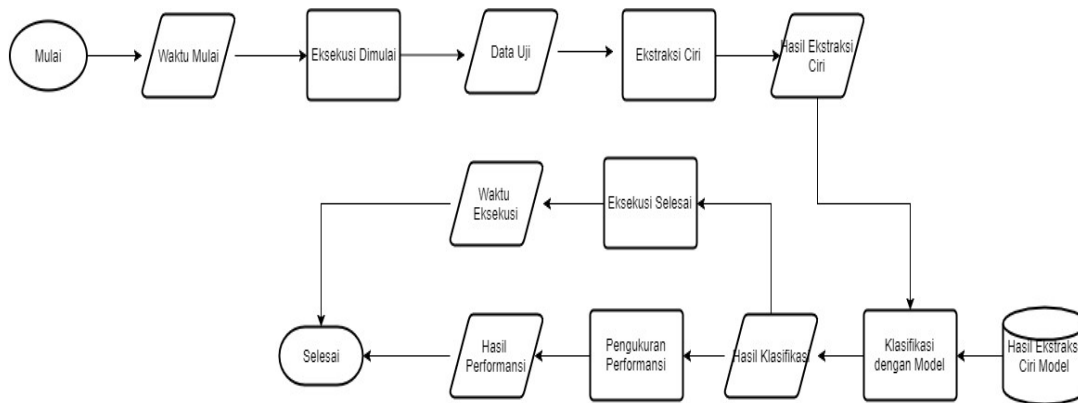 Mulai
Waktu Mulai
Eksekusi Dimulai
Data Uji
Ekstraksi Ciri
Hasil Ekstraksi
Ciri
Waktu
Eksekusi
Eksekusi Selesai
Selesai
Hasil
Performansi
Pengukuran
Performansi
Hasil Klasifikasi
Klasifikasi
dengan Model
Hasil Ekstraks
Ciri Model